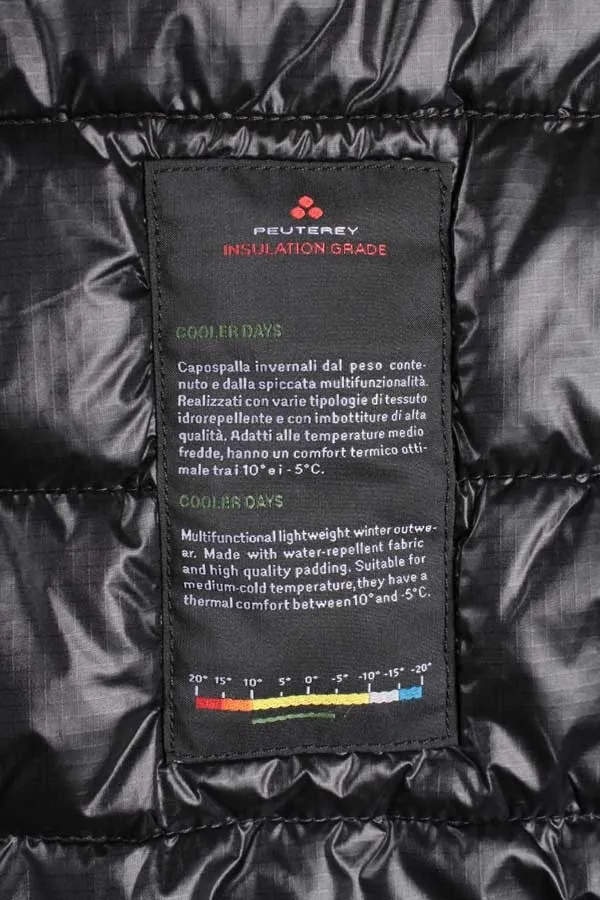 PEUTEREY
INSULATION GRADE
COOLER DAYS
Capospalla invernali dal peso conte-
nuto e dalla spiccata multifunzionalità.
Realizzati con varie tipologie di tessuto
idrorepellente e con imbottiture di alta
qualità. Adatti alle temperature medio
fredde, hanno un comfort termico otti-
male tra i 10° e i - 5°C.
COOLER DAYS
Multifunctional lightweight winter outwe-
ar. Made with water-repellent fabric
and high quality padding. Suitable for
medium-cold temperature, they have a
thermal comfort between 10° and -5°C.
20° 15° 10° 5° 0° -5° -10° -15° -20°